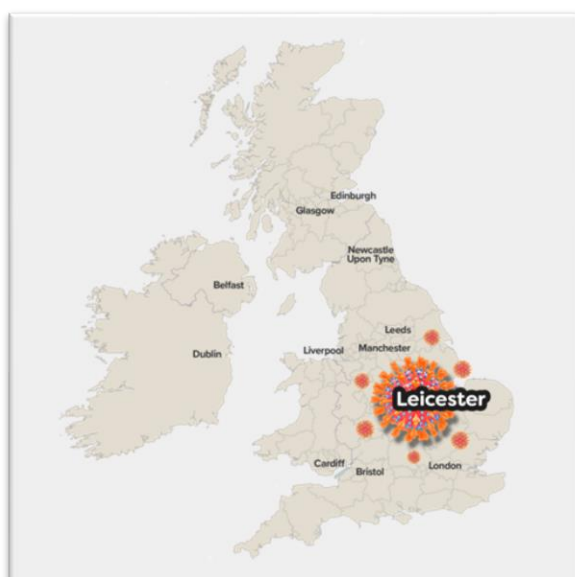 Edinburgh
Glasgow
Newcastle
Upon Tyne
Belfast
Leeds
Dublin
Liverpool
Manchester
Leicester
Cardiff
Bristol
London